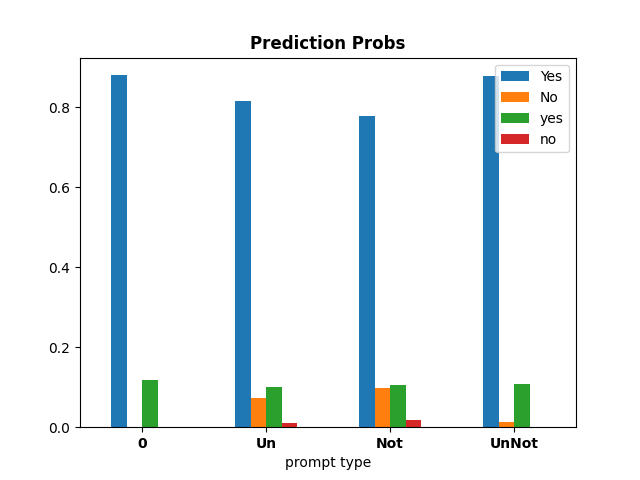 Prediction Probs
Yes
No
yes
no
0.8
0.6
0.4
0.2
0.0
0 Un Not UnNot
prompt type